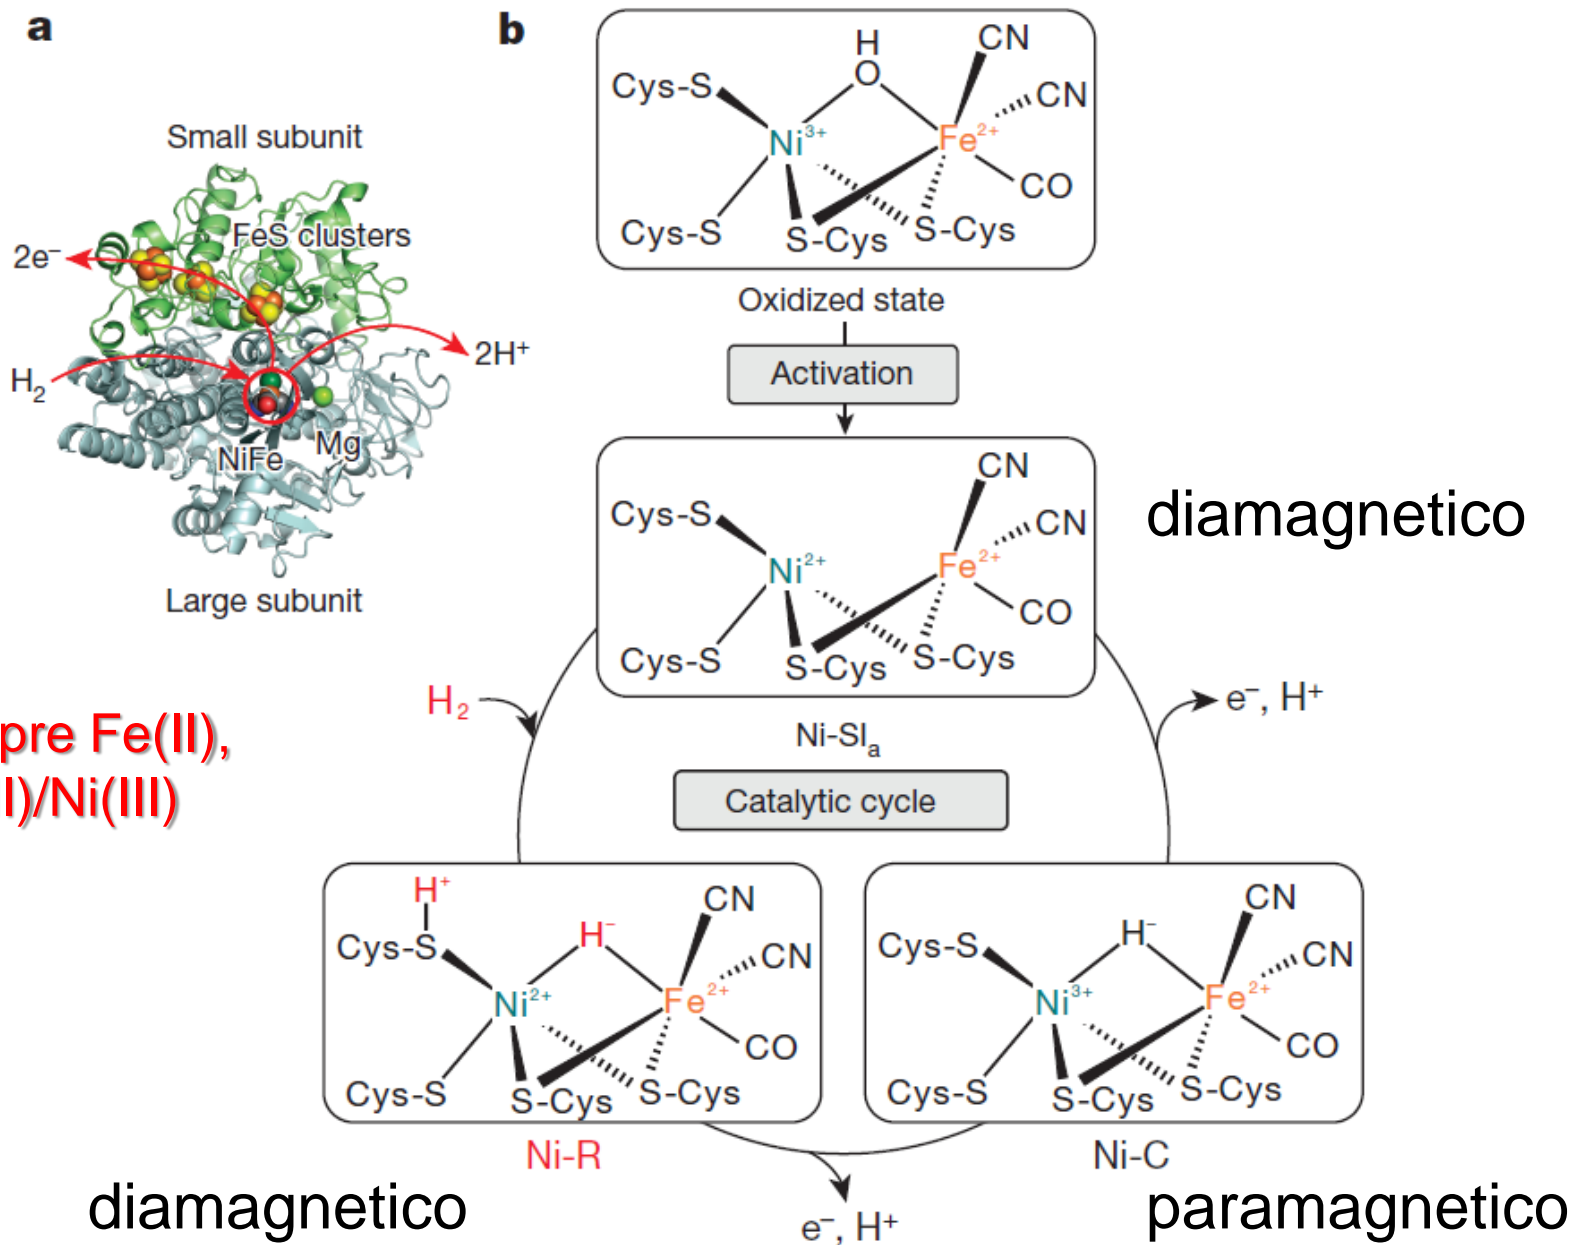 a
Small subunit
FeS clusters
2e⁻
2H⁺
H₂
NiFe
Mg
Large subunit
b
H
O
CN
CN
CO
Cys-S
Cys-S
Ni³⁺
Fe²⁺
S-Cys
S-Cys
Oxidized state
Activation
CN
CN
CO
Cys-S
Cys-S
Ni²⁺
Fe²⁺
S-Cys
S-Cys
diamagnetico
Ni-SIₐ
H₂
e⁻, H⁺
Fe(II),
/Ni(III)
Catalytic cycle
H⁺
Cys-S
H⁻
CN
CN
Ni²⁺
Fe²⁺
CO
Cys-S
S-Cys
S-Cys
Ni-R
diamagnetico
Cys-S
H⁻
CN
CN
Ni³⁺
Fe²⁺
CO
Cys-S
S-Cys
S-Cys
Ni-C
paramagnetico
e⁻, H⁺